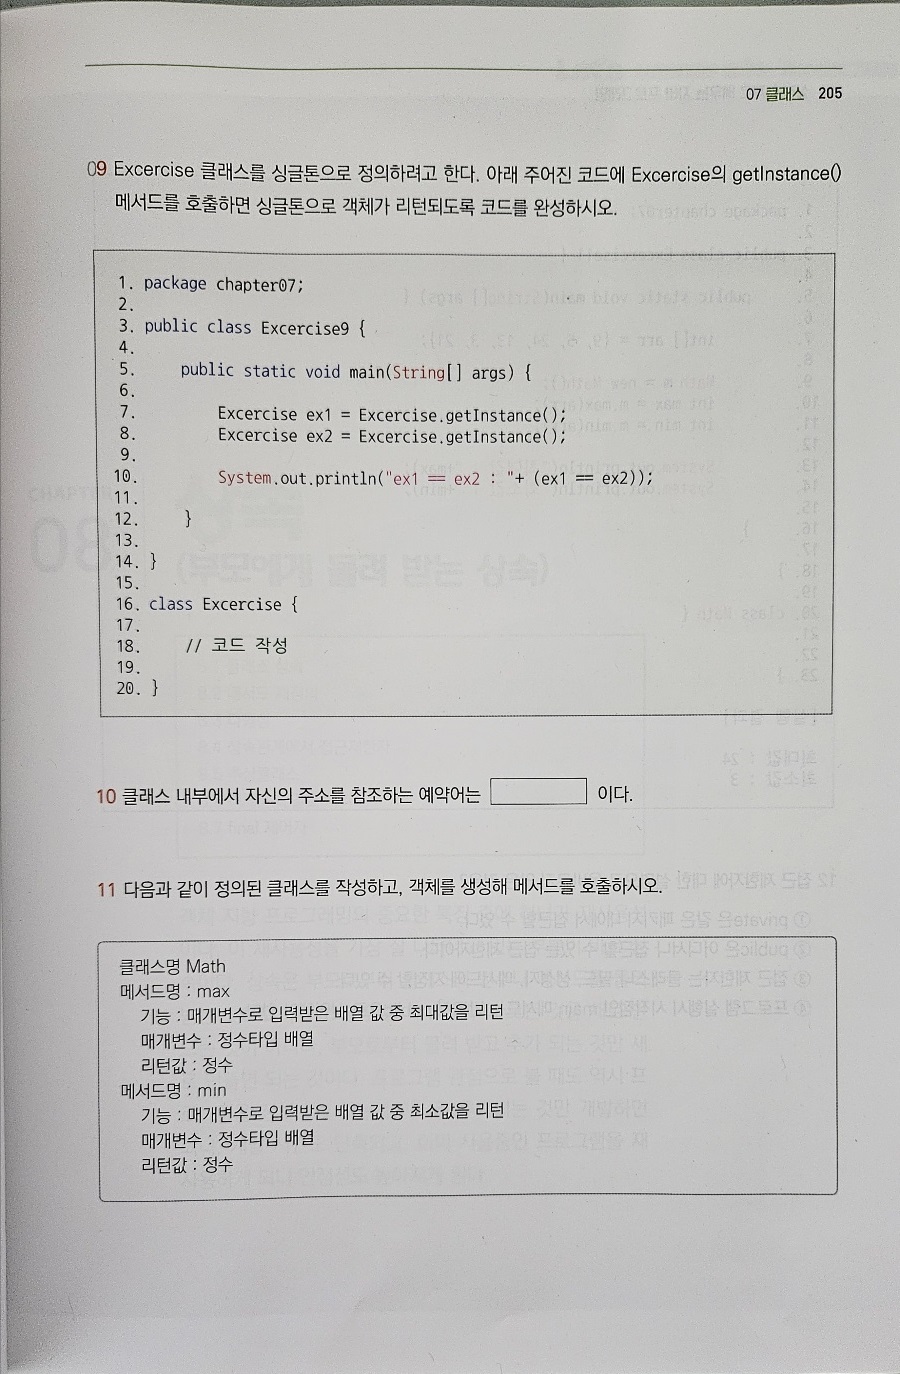 07 클래스 205
09 Excercise 클래스를 싱글톤으로 정의하려고 한다. 아래 주어진 코드에 Excercise의 getInstance()
메서드를 호출하면 싱글톤으로 객체가 리턴되도록 코드를 완성하시오.
1. package chapter07;
2.
3. public class Excercise9 {
4.
5. public static void main(String[] args) {
6.
7. Excercise ex1 = Excercise.getInstance();
8. Excercise ex2 = Excercise.getInstance();
9.
10. System.out.println("ex1 == ex2 : "+ (ex1 == ex2));
11.
12. }
13.
14. }
15.
16. class Excercise {
17.
18. // 코드 작성
19.
20. }
10 클래스 내부에서 자신의 주소를 참조하는 예약어는 이다.
11 다음과 같이 정의된 클래스를 작성하고, 객체를 생성해 메서드를 호출하시오.
클래스명 Math
메서드명 : max
기능 : 매개변수로 입력받은 배열 값 중 최대값을 리턴
매개변수 : 정수타입 배열
리턴값 : 정수
메서드명 : min
기능 : 매개변수로 입력받은 배열 값 중 최소값을 리턴
매개변수 : 정수타입 배열
리턴값 : 정수